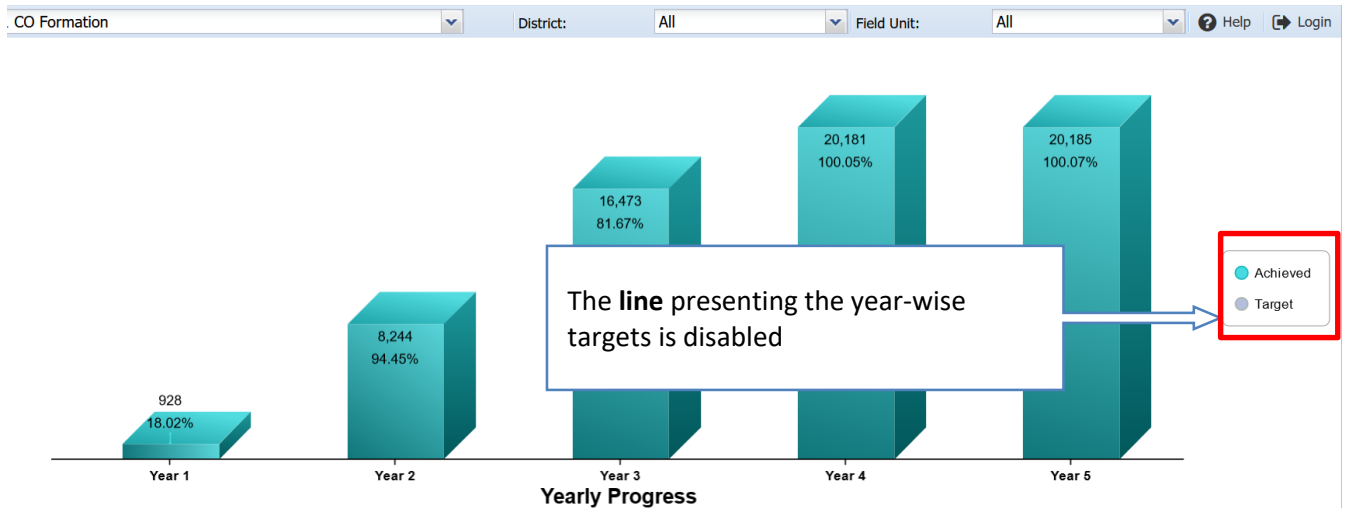 . CO Formation District: All Field Unit: All Help Login
20,181
100.05%
20,185
100.07%
16,473
81.67%
Achieved
Target
The line presenting the year-wise
targets is disabled
8,244
94.45%
928
18.02%
Year 1 Year 2 Year 3 Year 4 Year 5
Yearly Progress